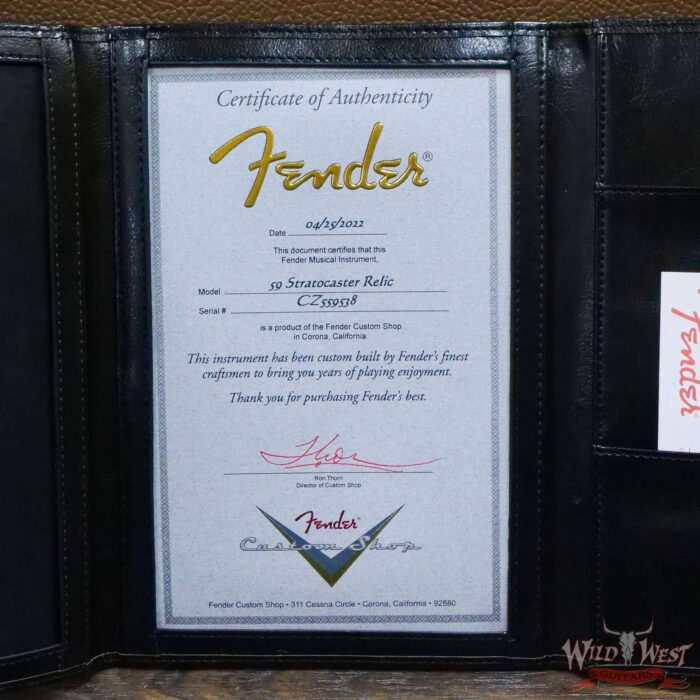 Certificate of Authenticity
Fender®
Date 04/25/2022
This document certifies that this
Fender Musical Instrument,
Model 59 Stratocaster Relic
Serial # CZ559538
is a product of the Fender Custom Shop
in Corona, California
This instrument has been custom built by Fender's finest
craftsmen to bring you years of playing enjoyment.
Thank you for purchasing Fender's best.
Ron Thorn
Director of Custom Shop
Fender
Custom Shop
Fender Custom Shop • 311 Cessna Circle • Corona, California • 92880
Fender
WILD WEST
GUITARS